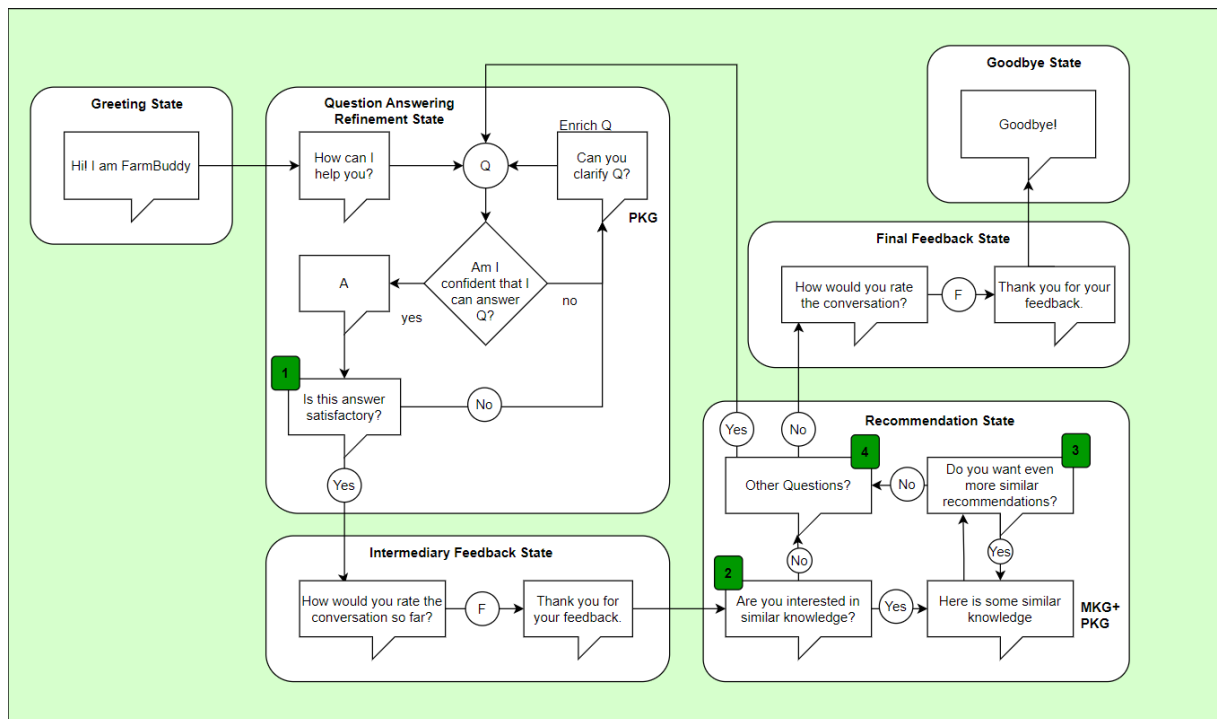 Greeting State
Hi! I am FarmBuddy
Question Answering
Refinement State
How can I
help you?
Q
Enrich Q
Can you
clarify Q?
PKG
Am I
confident that I
can answer
Q?
yes
no
A
1
Is this answer
satisfactory?
No
Yes
Intermediary Feedback State
How would you rate the
conversation so far?
F
Thank you for
your feedback.
Recommendation State
2
Are you interested in
similar knowledge?
Yes
No
Here is some similar
knowledge
MKG+
PKG
3
Do you want even
more similar
recommendations?
Yes
No
4
Other Questions?
Yes
No
Final Feedback State
How would you rate
the conversation?
F
Thank you for your
feedback.
Goodbye State
Goodbye!